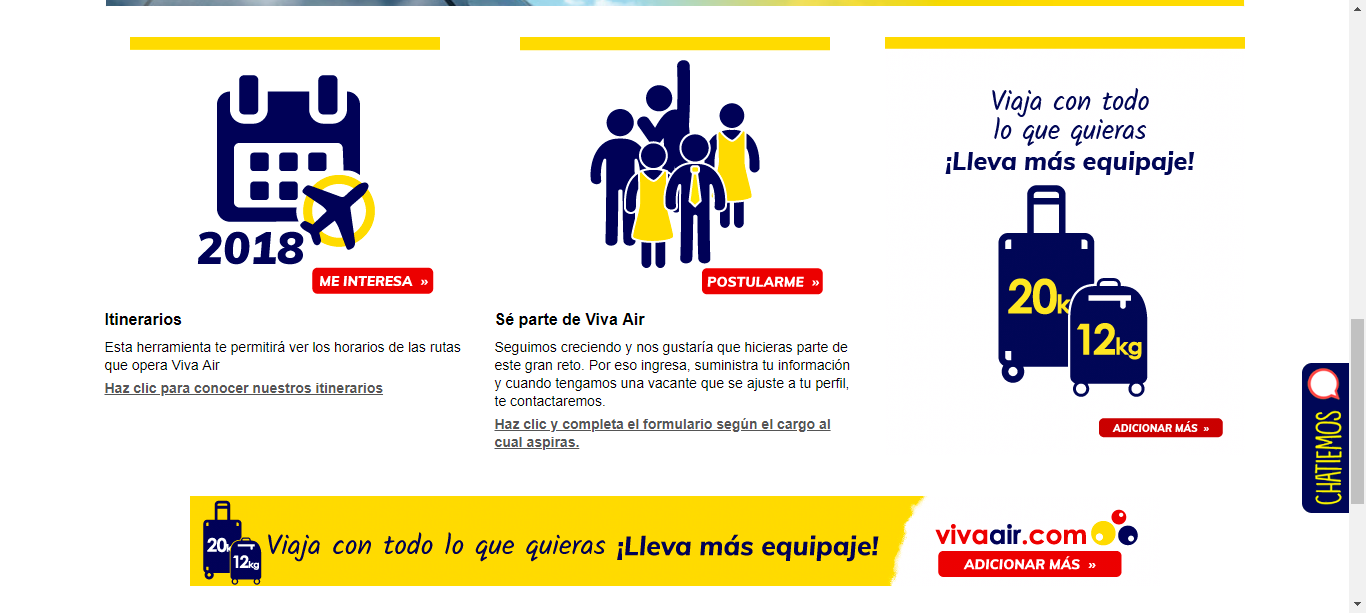 2018
ME INTERESA »
Itinerarios
Esta herramienta te permitirá ver los horarios de las rutas
que opera Viva Air
Haz clic para conocer nuestros itinerarios
POSTULARME »
Sé parte de Viva Air
Seguimos creciendo y nos gustaría que hicieras parte de
este gran reto. Por eso ingresa, suministra tu información
y cuando tengamos una vacante que se ajuste a tu perfil,
te contactaremos.
Haz clic y completa el formulario según el cargo al
cual aspiras.
Viaja con todo
lo que quieras
¡Lleva más equipaje!
20k
12kg
ADICIONAR MÁS »
CHATIEMOS
20k
12kg
Viaja con todo lo que quieras ¡Lleva más equipaje!
vivaair.com
ADICIONAR MÁS »